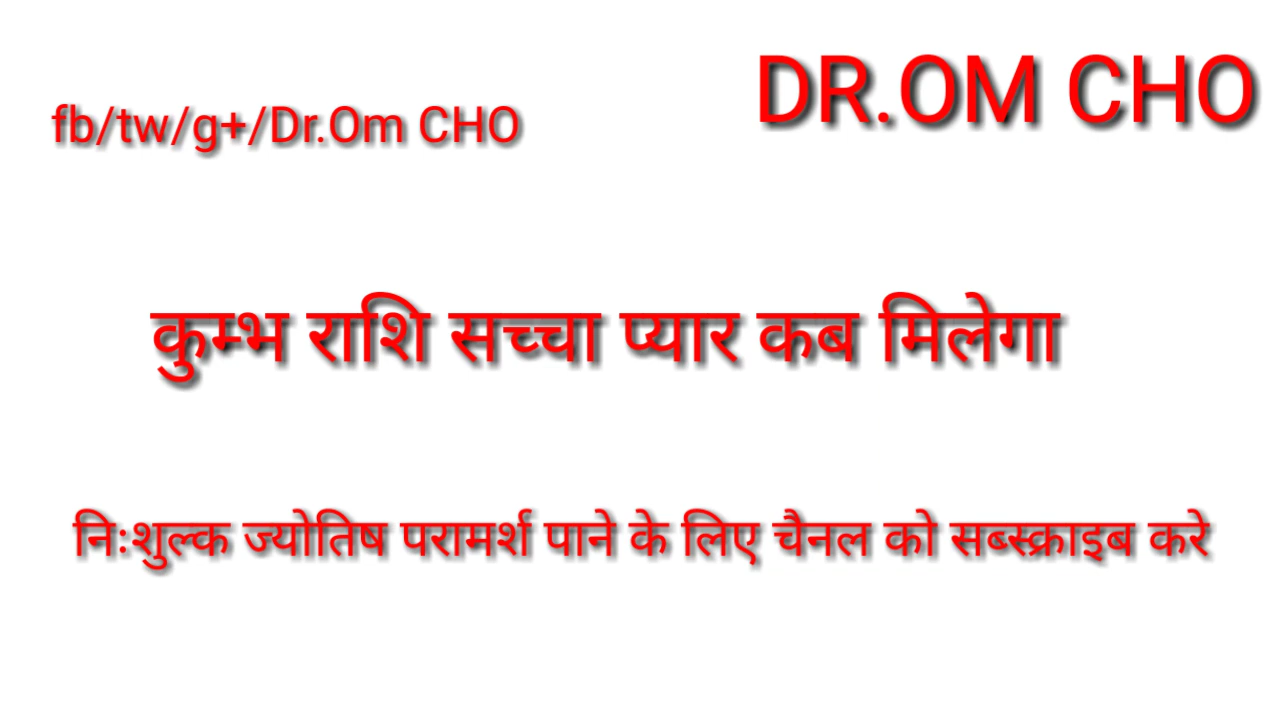 DR.OM CHO
fb/tw/g+/Dr.Om CHO
कुम्भ राशि सच्चा प्यार कब मिलेगा
नि:शुल्क ज्योतिष परामर्श पाने के लिए चैनल को सब्स्क्राइब करे